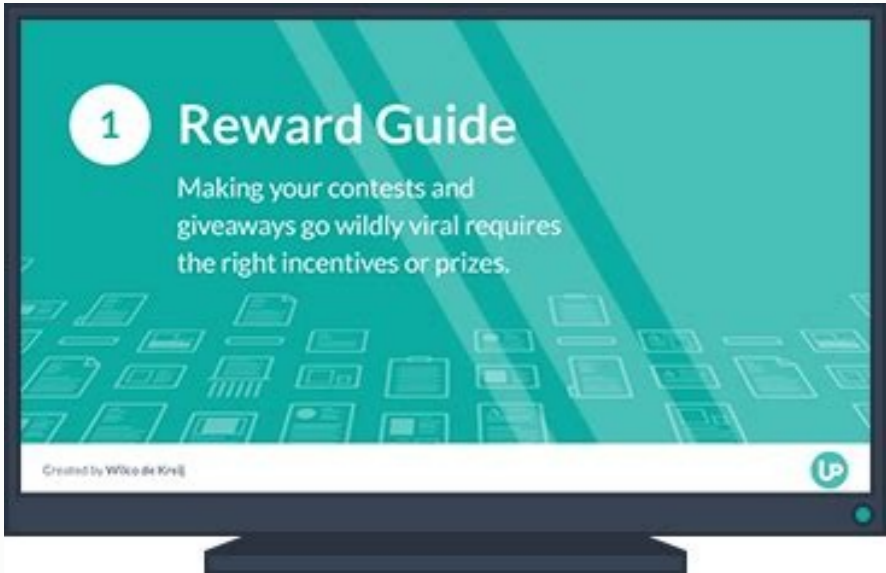 1
Reward Guide
Making your contests and
giveaways go wildly viral requires
the right incentives or prizes.
Created by Wilco de Kreij
UP